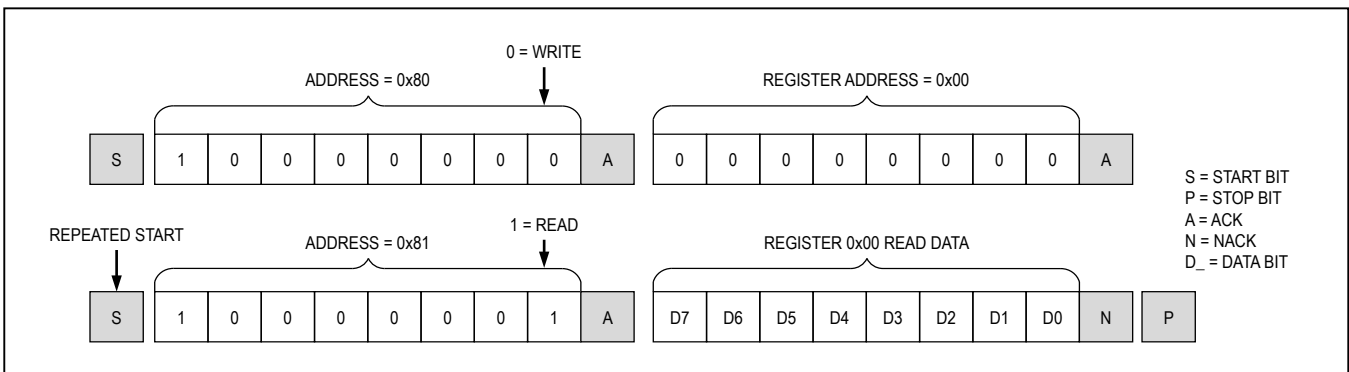 0 = WRITE
ADDRESS = 0x80 REGISTER ADDRESS = 0x00
S 1 0 0 0 0 0 0 0 A 0 0 0 0 0 0 0 0 A
S = START BIT
P = STOP BIT
A = ACK
N = NACK
D_ = DATA BIT
REPEATED START
1 = READ
ADDRESS = 0x81 REGISTER 0x00 READ DATA
S 1 0 0 0 0 0 0 1 A D7 D6 D5 D4 D3 D2 D1 D0 N P